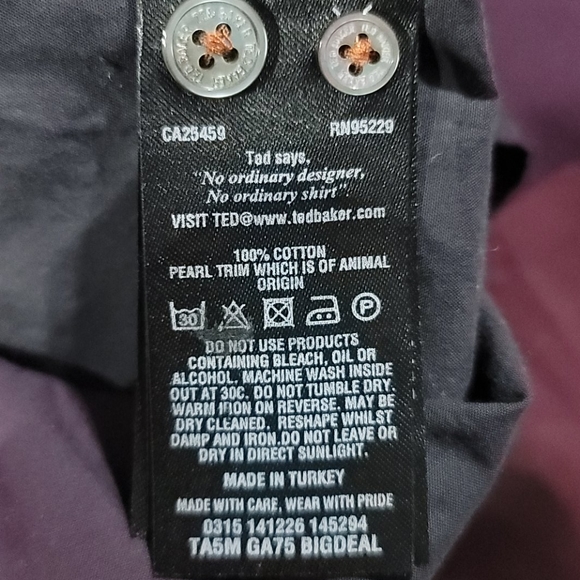 CA25459 RN95229
Ted says,
"No ordinary designer,
No ordinary shirt"
VISIT TED@www.tedbaker.com
100% COTTON
PEARL TRIM WHICH IS OF ANIMAL
ORIGIN
30 P
DO NOT USE PRODUCTS
CONTAINING BLEACH, OIL OR
ALCOHOL. MACHINE WASH INSIDE
OUT AT 30C. DO NOT TUMBLE DRY.
WARM IRON ON REVERSE. MAY BE
DRY CLEANED. RESHAPE WHILST
DAMP AND IRON.DO NOT LEAVE OR
DRY IN DIRECT SUNLIGHT.
MADE IN TURKEY
MADE WITH CARE, WEAR WITH PRIDE
0315 141226 145294
TA5M GA75 BIGDEAL